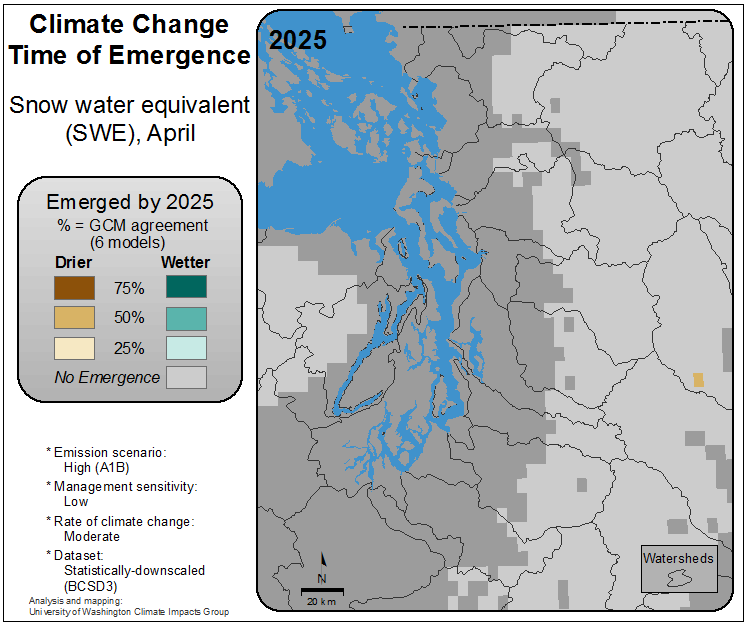 Climate Change
Time of Emergence
Snow water equivalent
(SWE), April
Emerged by 2025
% = GCM agreement
(6 models)
Drier Wetter
75%
50%
25%
No Emergence
* Emission scenario:
High (A1B)
* Management sensitivity:
Low
* Rate of climate change:
Moderate
* Dataset:
Statistically-downscaled
(BCSD3)
Analysis and mapping:
University of Washington Climate Impacts Group
2025
N
20 km
Watersheds